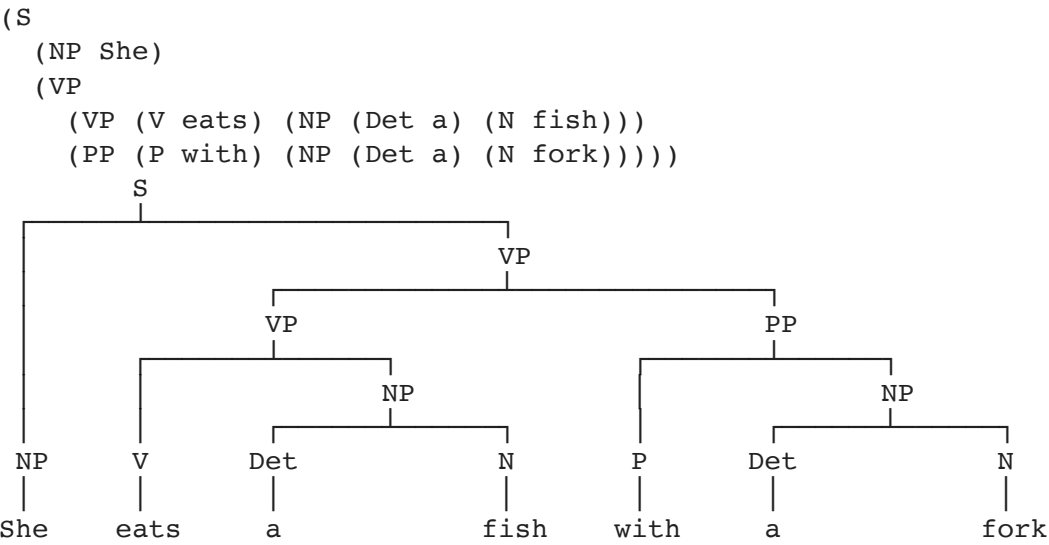 (S
(NP She)
(VP
(VP (V eats) (NP (Det a) (N fish)))
(PP (P with) (NP (Det a) (N fork)))))
S
VP
VP PP
NP NP
NP V Det N P Det N
She eats a fish with a fork